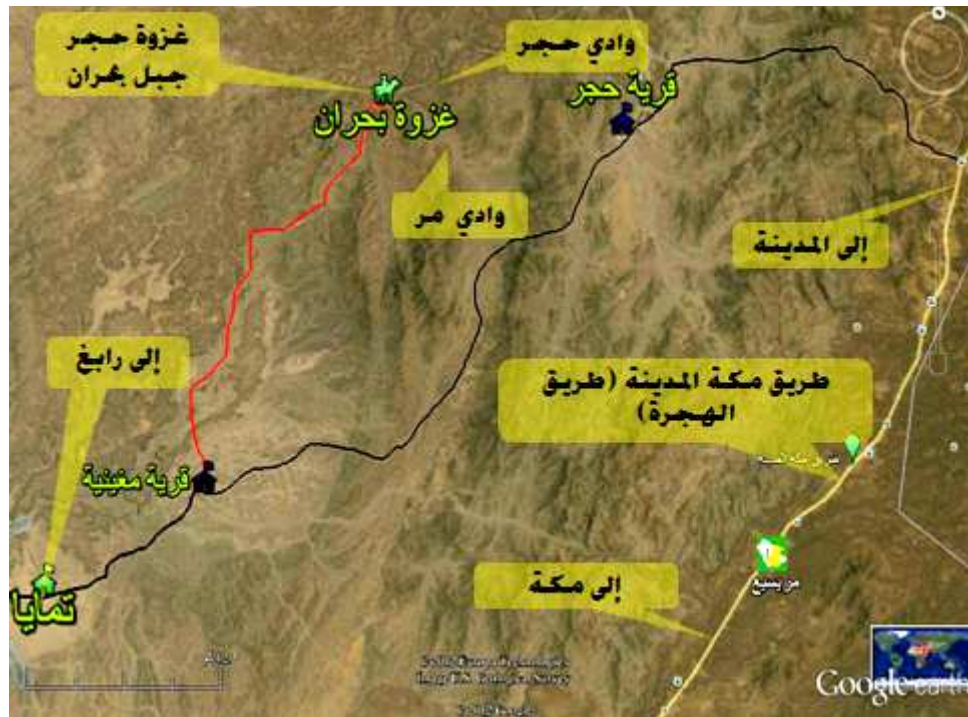 غزوة حجر
جبل بحران
وادي حجر
قرية حجر
غزوة بحران
وادي مر
إلى المدينة
إلى رابغ
طريق مكة المدينة (طريق
الهجرة)
قرية مغينية
إلى مكة
تمايا
Google earth